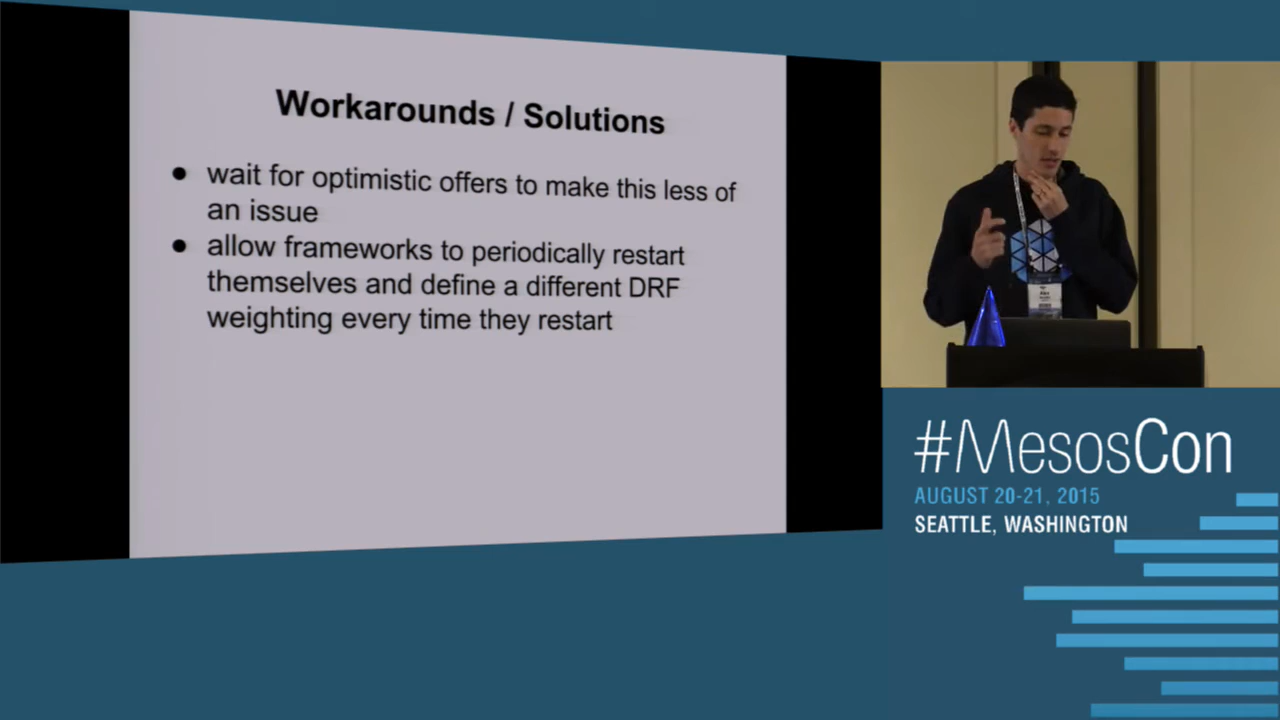 Workarounds / Solutions
● wait for optimistic offers to make this less of
an issue
● allow frameworks to periodically restart
themselves and define a different DRF
weighting every time they restart
#MesosCon
AUGUST 20-21, 2015
SEATTLE, WASHINGTON